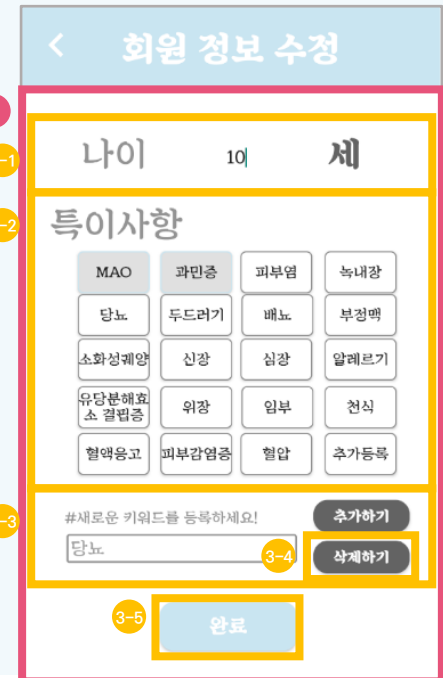 < 회원 정보 수정
-1
나이 10 세
-2
특이사항
MAO 과민증 피부염 녹내장
당뇨 두드러기 배뇨 부정맥
소화성궤양 신장 심장 알레르기
유당분해효
소 결핍증 위장 임부 천식
혈액응고 피부감염증 혈압 추가등록
-3
#새로운 키워드를 등록하세요! 추가하기
당뇨 3-4 삭제하기
3-5 완료